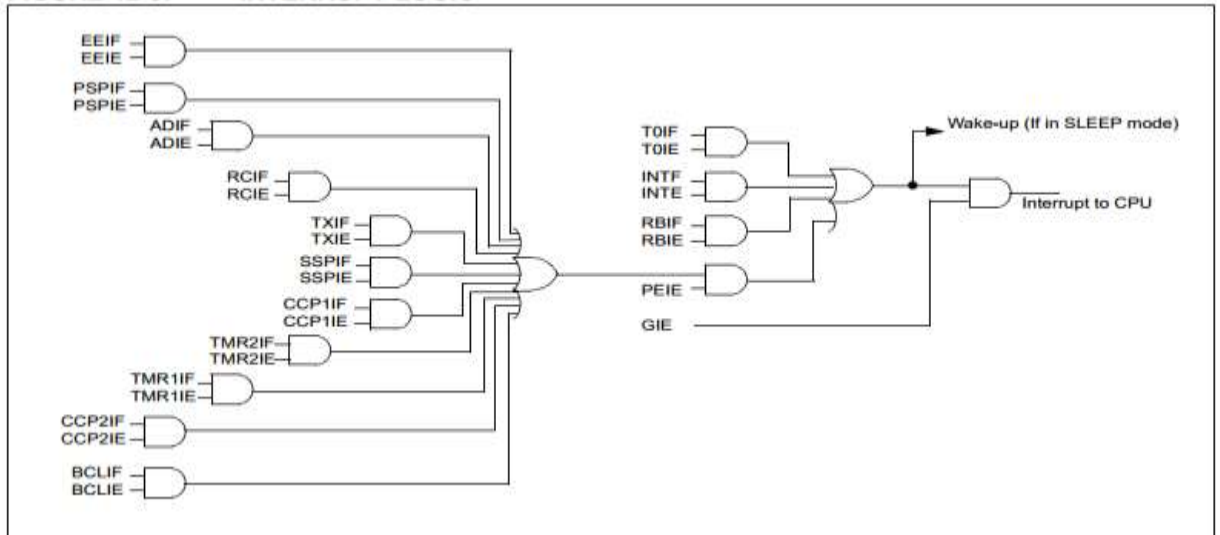 EEIF
EEIE
PSPIF
PSPIE
ADIF
ADIE
RCIF
RCIE
TXIF
TXIE
SSPIF
SSPIE
CCP1IF
CCP1IE
TMR2IF
TMR2IE
TMR1IF
TMR1IE
CCP2IF
CCP2IE
BCLIF
BCLIE
T0IF
T0IE
INTF
INTE
RBIF
RBIE
PEIE
GIE
Wake-up (If in SLEEP mode)
Interrupt to CPU